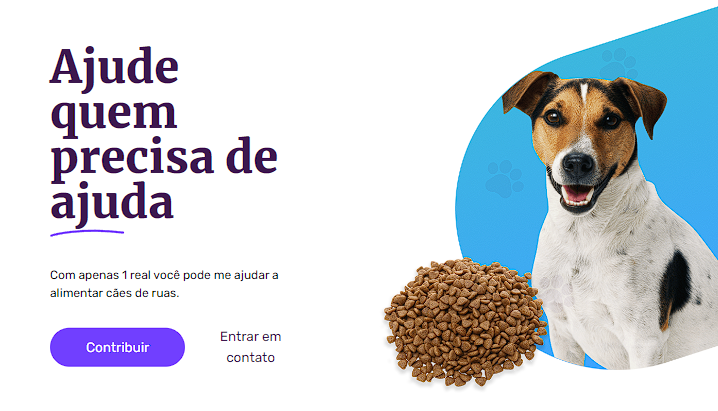 Ajude
quem
precisa de
ajuda
Com apenas 1 real você pode me ajudar a
alimentar cães de ruas.
Contribuir
Entrar em
contato